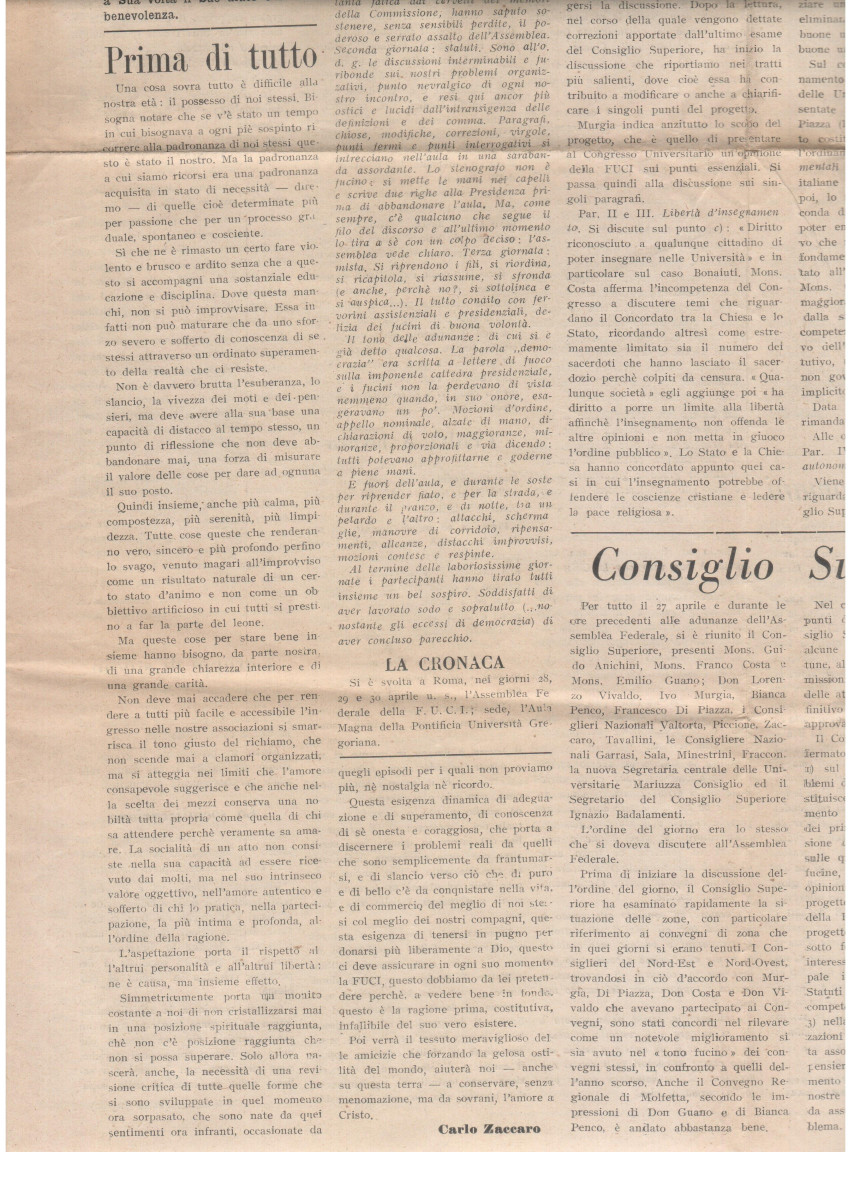 benevolenza.
Prima di tutto
Una cosa sovra tutto è difficile alla
nostra età : il possesso di noi stessi. Bi-
sogna notare che se v'è stato un tempo
in cui bisognava a ogni piè sospinto ri
correre alla padronanza di noi stessi que-
sto è stato il nostro. Ma la padronanza
a cui siamo ricorsi era una padronanza
acquisita in stato di necessità — dire-
mo — di quelle cioè determinate più
per passione che per un processo gra
duale, spontaneo e cosciente.
Sì che ne è rimasto un certo fare vio-
lento e brusco e ardito senza che a que-
sto si accompagni una sostanziale edu-
cazione e disciplina. Dove questa man-
chi, non si può improvvisare. Essa in-
fatti non può maturare che da uno sfor-
zo severo e sofferto di conoscenza di se
stessi attraverso un ordinato superamen-
to della realtà che ci resiste.
Non è davvero brutta l'esuberanza, lo
slancio, la vivezza dei moti e dei pen-
sieri, ma deve avere alla sua base una
capacità di distacco al tempo stesso, un
punto di riflessione che non deve ab-
bandonare mai, una forza di misurare
il valore delle cose per dare ad ognuna
il suo posto.
Quindi insieme, anche più calma, più
compostezza, più serenità, più limpi-
dezza. Tutte cose queste che renderan-
no vero, sincero e più profondo perfino
lo svago, venuto magari all'improvviso
come un risultato naturale di un cer-
to stato d'animo e non come un ob-
biettivo artificioso in cui tutti si presti-
no a far la parte del leone.
Ma queste cose per stare bene in-
sieme hanno bisogno, da parte nostra,
di una grande chiarezza interiore e di
una grande carità.
Non deve mai accadere che per ren-
dere a tutti più facile e accessibile l'in-
gresso nelle nostre associazioni si smar-
risca il tono giusto del richiamo, che
non scende mai a clamori organizzati,
ma si atteggia nei limiti che l'amore
consapevole suggerisce e che anche nel-
la scelta dei mezzi conserva una no
biltà tutta propria come quella di chi
sa attendere perchè veramente sa ama-
re. La socialità di un atto non consi-
ste nella sua capacità ad essere rice-
vuto dai molti, ma nel suo intrinseco
valore oggettivo, nell'amore autentico e
sofferto di chi lo pratica, nella parteci-
pazione, la più intima e profonda, al-
l'ordine della ragione.
L'aspettazione porta il rispetto al
l'altrui personalità e all'altrui libertà :
ne è causa, ma insieme effetto.
Simmetricamente porta un monito
costante a noi di non cristallizzarsi mai
in una posizione spirituale raggiunta,
chè non c'è posizione raggiunta che
non si possa superare. Solo allora na-
scerà anche, la necessità di una revi
sione critica di tutte quelle forme che
si sono sviluppate in quel momento
ora sorpasato, che sono nate da quei
sentimenti ora infranti, occasionate da
della Commissione, hanno saputo so-
stenere, senza sensibili perdite, il po-
deroso e serrato assalto dell'Assemblea.
Seconda giornata : statuti. Sono all'o.
d. g. le discussioni interminabili e fu-
ribonde sui nostri problemi organiz-
zativi, punto nevralgico di ogni no-
stro incontro, e resi qui ancor più
ostici e lucidi dall'intransigenza delle
definizioni e dei comma. Paragrafi,
chiose, modifiche, correzioni, virgole,
punti fermi e punti interrogativi si
intrecciano nell'aula in una saraban-
da assordante. Lo stenografo non è
fucino e si mette le mani nei capelli
e scrive due righe alla Presidenza pri-
ma di abbandonare l'aula. Ma, come
sempre, c'è qualcuno che segue il
filo del discorso e all'ultimo momento
lo tira a sè con un colpo deciso : l'as-
semblea vede chiaro. Terza giornata :
mista. Si riprendono i fili, si riordina,
si ricapitola, si riassume, si sfronda
(e anche, perchè no?, si sottolinea e
si auspica...). Il tutto condito con fer-
vorini assistenziali e presidenziali, de-
lizia dei fucini di buona volontà.
Il tono delle adunanze : di cui si è
già detto qualcosa. La parola „demo-
crazia" era scritta a lettere di fuoco
sulla imponente cattedra presidenziale,
e i fucini non la perdevano di vista
nemmeno quando, in suo onore, esa-
geravano un po'. Mozioni d'ordine,
appello nominale, alzate di mano, di-
chiarazioni di voto, maggioranze, mi-
noranze, proporzionali e via dicendo :
tutti potevano approfittarne e goderne
a piene mani.
E fuori dell'aula, e durante le soste
per riprender fiato, e per la strada, e
durante il pranzo, e di notte, tra un
petardo e l'altro : attacchi, scherma
glie, manovre di corridoio, ripensa-
menti, alleanze, distacchi improvvisi,
mozioni contese e respinte.
Al termine delle laboriosissime gior-
nate i partecipanti hanno tirato tutti
insieme un bel sospiro. Soddisfatti di
aver lavorato sodo e sopratutto (...no-
nostante gli eccessi di democrazia) di
aver concluso parecchio.
LA CRONACA
Si è svolta a Roma, nei giorni 28,
29 e 30 aprile u. s., l'Assemblea Fe
derale della F.U.C.I.; sede, l'Aula
Magna della Pontificia Università Gre-
goriana.
quegli episodi per i quali non proviamo
più, nè nostalgia nè ricordo.
Questa esigenza dinamica di adegua-
zione e di superamento, di conoscenza
di sè onesta e coraggiosa, che porta a
discernere i problemi reali da quelli
che sono semplicemente da frantumar-
si, e di slancio verso ciò che di puro
e di bello c'è da conquistare nella vita,
e di commercio del meglio di noi stes-
si col meglio dei nostri compagni, que-
sta esigenza di tenersi in pugno per
donarsi più liberamente a Dio, questo
ci deve assicurare in ogni suo momento
la FUCI, questo dobbiamo da lei preten-
dere perchè, a vedere bene in fondo,
questo è la ragione prima, costitutiva,
infallibile del suo vero esistere.
Poi verrà il tessuto meraviglioso del-
le amicizie che forzando la gelosa osti-
lità del mondo, aiuterà noi — anche
su questa terra — a conservare, senza
menomazione, ma da sovrani, l'amore a
Cristo.
Carlo Zaccaro
gersi la discussione. Dopo la lettura,
nel corso della quale vengono dettate
correzioni apportate dall'ultimo esame
del Consiglio Superiore, ha inizio la
discussione che riportiamo nei tratti
più salienti, dove cioè essa ha con-
tribuito a modificare o anche a chiarifi-
care i singoli punti del progetto.
Murgia indica anzitutto lo scopo del
progetto, che è quello di presentare
al Congresso Universitario un'opinione
della FUCI sui punti essenziali. Si
passa quindi alla discussione sui sin-
goli paragrafi.
Par. II e III. Libertà d'insegnamen
to. Si discute sul punto c) : « Diritto
riconosciuto a qualunque cittadino di
poter insegnare nelle Università » e in
particolare sul caso Bonaiuti, Mons.
Costa afferma l'incompetenza del Con-
gresso a discutere temi che riguar-
dano il Concordato tra la Chiesa e lo
Stato, ricordando altresì come estre-
mamente limitato sia il numero dei
sacerdoti che hanno lasciato il sacer-
dozio perchè colpiti da censura. « Qua-
lunque società » egli aggiunge poi « ha
diritto a porre un limite alla libertà
affinchè l'insegnamento non offenda le
altre opinioni e non metta in giuoco
l'ordine pubblico ». Lo Stato e la Chie-
sa hanno concordato appunto quei ca-
si in cui l'insegnamento potrebbe of-
fendere le coscienze cristiane e ledere
la pace religiosa ».
Consiglio Su
Per tutto il 27 aprile e durante le
ore precedenti alle adunanze dell'As-
semblea Federale, si è riunito il Con-
siglio Superiore, presenti Mons. Gui-
do Anichini, Mons. Franco Costa e
Mons. Emilio Guano; Don Loren-
zo Vivaldo, Ivo Murgia, Bianca
Penco, Francesco Di Piazza, i Consi-
glieri Nazionali Valtorta, Piccione, Zac-
caro, Tavallini, le Consigliere Nazio-
nali Garrasi, Sala, Minestrini, Fraccon.
la nuova Segretaria centrale delle Uni-
versitarie Mariuzza Consiglio ed il
Segretario del Consiglio Superiore
Ignazio Badalamenti.
L'ordine del giorno era lo stesso
che si doveva discutere all'Assemblea
Federale.
Prima di iniziare la discussione del-
l'ordine del giorno, il Consiglio Supe-
riore ha esaminato rapidamente la si-
tuazione delle zone, con particolare
riferimento ai convegni di zona che
in quei giorni si erano tenuti. I Con-
siglieri del Nord-Est e Nord-Ovest,
trovandosi in ciò d'accordo con Mur-
gia, Di Piazza, Don Costa e Don Vi-
valdo che avevano partecipato ai Con-
vegni, sono stati concordi nel rilevare
come un notevole miglioramento si
sia avuto nel « tono fucino » dei con-
vegni stessi, in confronto a quelli del-
l'anno scorso. Anche il Convegno Re-
gionale di Molfetta, secondo le im-
pressioni di Don Guano e di Bianca
Penco, è andato abbastanza bene.